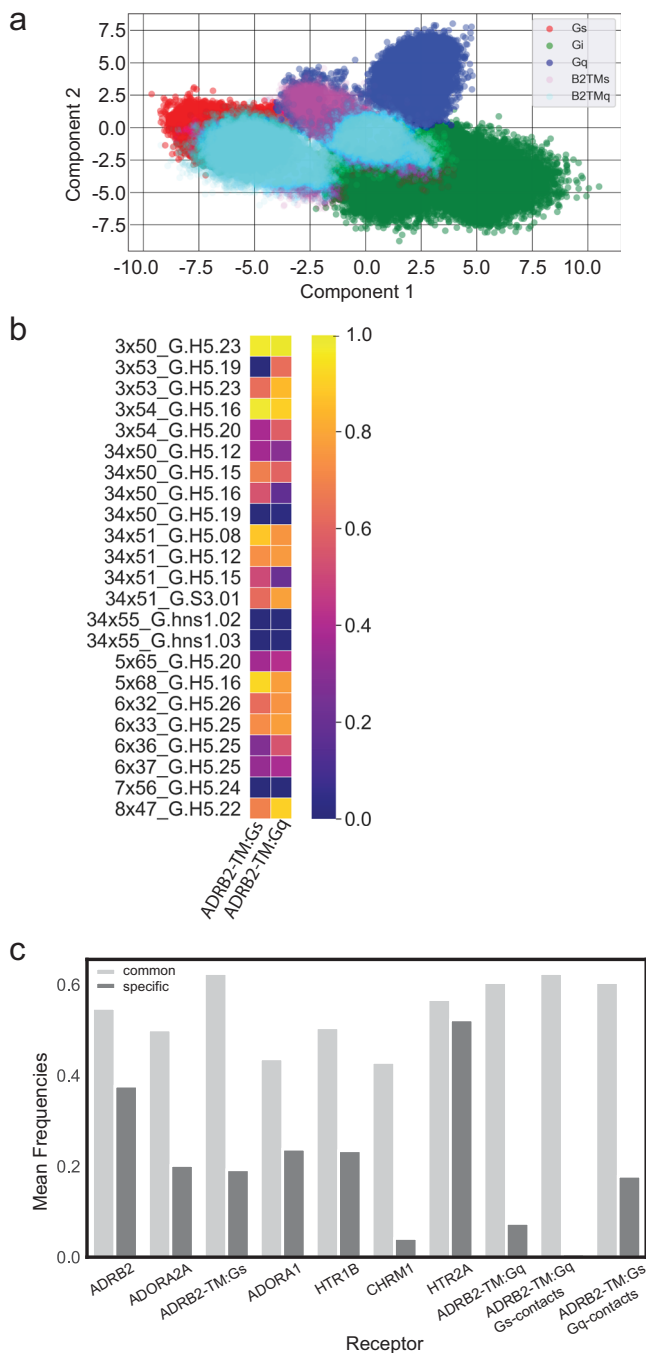 a
Component 2
7.5
5.0
2.5
0.0
-2.5
-5.0
-7.5
Gs
Gi
Gq
B2TMs
B2TMq
-10.0 -7.5 -5.0 -2.5 0.0 2.5 5.0 7.5 10.0
Component 1
b
3x50_G.H5.23
3x53_G.H5.19
3x53_G.H5.23
3x54_G.H5.16
3x54_G.H5.20
34x50_G.H5.12
34x50_G.H5.15
34x50_G.H5.16
34x50_G.H5.19
34x51_G.H5.08
34x51_G.H5.12
34x51_G.H5.15
34x51_G.S3.01
34x55_G.hns1.02
34x55_G.hns1.03
5x65_G.H5.20
5x68_G.H5.16
6x32_G.H5.26
6x33_G.H5.25
6x36_G.H5.25
6x37_G.H5.25
7x56_G.H5.24
8x47_G.H5.22
ADRB2-TM:Gs
ADRB2-TM:Gq
1.0
0.8
0.6
0.4
0.2
0.0
c
common
specific
Mean Frequencies
0.6
0.4
0.2
0.0
ADRB2
ADORA2A
ADRB2-TM:Gs
ADORA1
HTR1B
CHRM1
HTR2A
ADRB2-TM:Gq
ADRB2-TM:Gq
Gs-contacts
ADRB2-TM:Gs
Gq-contacts
Receptor